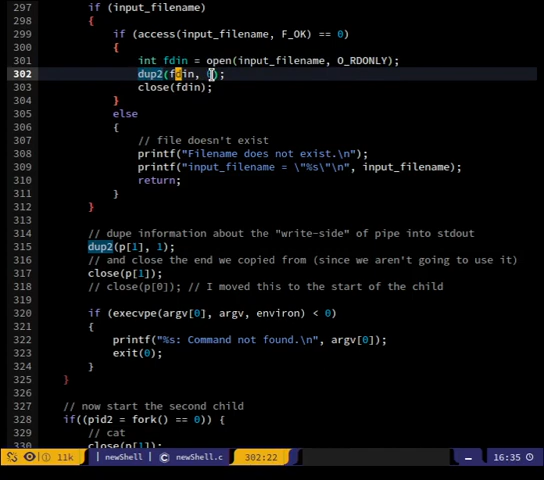 297 if (input_filename)
298 {
299 if (access(input_filename, F_OK) == 0)
300 {
301 int fdin = open(input_filename, O_RDONLY);
302 dup2(fdin, 0);
303 close(fdin);
304 }
305 else
306 {
307 // file doesn't exist
308 printf("Filename does not exist.\n");
309 printf("input_filename = \"%s\"\n", input_filename);
310 return;
311 }
312 }
313
314 // dupe information about the "write-side" of pipe into stdout
315 dup2(p[1], 1);
316 // and close the end we copied from (since we aren't going to use it)
317 close(p[1]);
318 // close(p[0]); // I moved this to the start of the child
319
320 if (execvpe(argv[0], argv, environ) < 0)
321 {
322 printf("%s: Command not found.\n", argv[0]);
323 exit(0);
324 }
325 }
326
327 // now start the second child
328 if((pid2 = fork() == 0)) {
329 // cat
330 close(p[1]);
11k | newShell | newShell.c 302:22 16:35